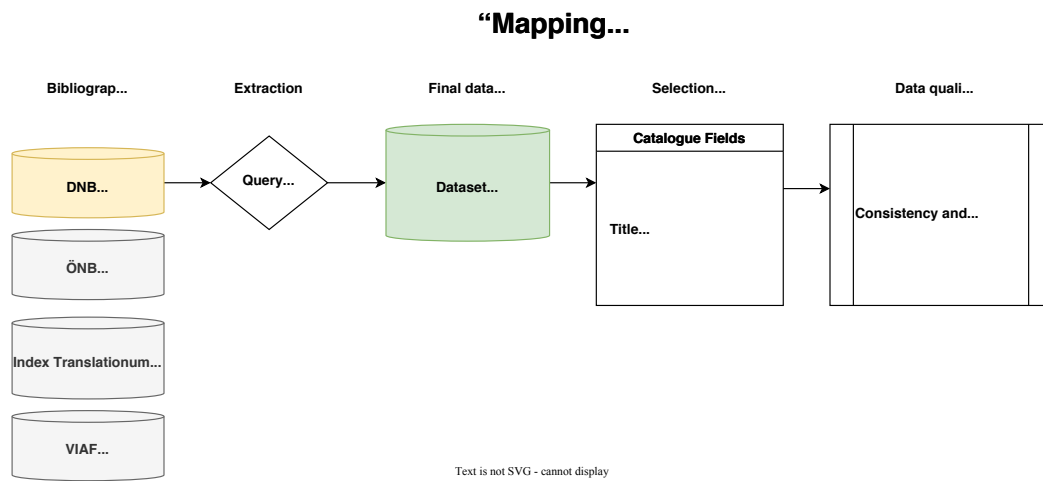 “Mapping...
Bibliograp...
Extraction
Final data...
Selection...
Data quali...
DNB...
Query...
Dataset...
Catalogue Fields
Title...
Consistency and...
ÖNB...
Index Translationum...
VIAF...
Text is not SVG - cannot display